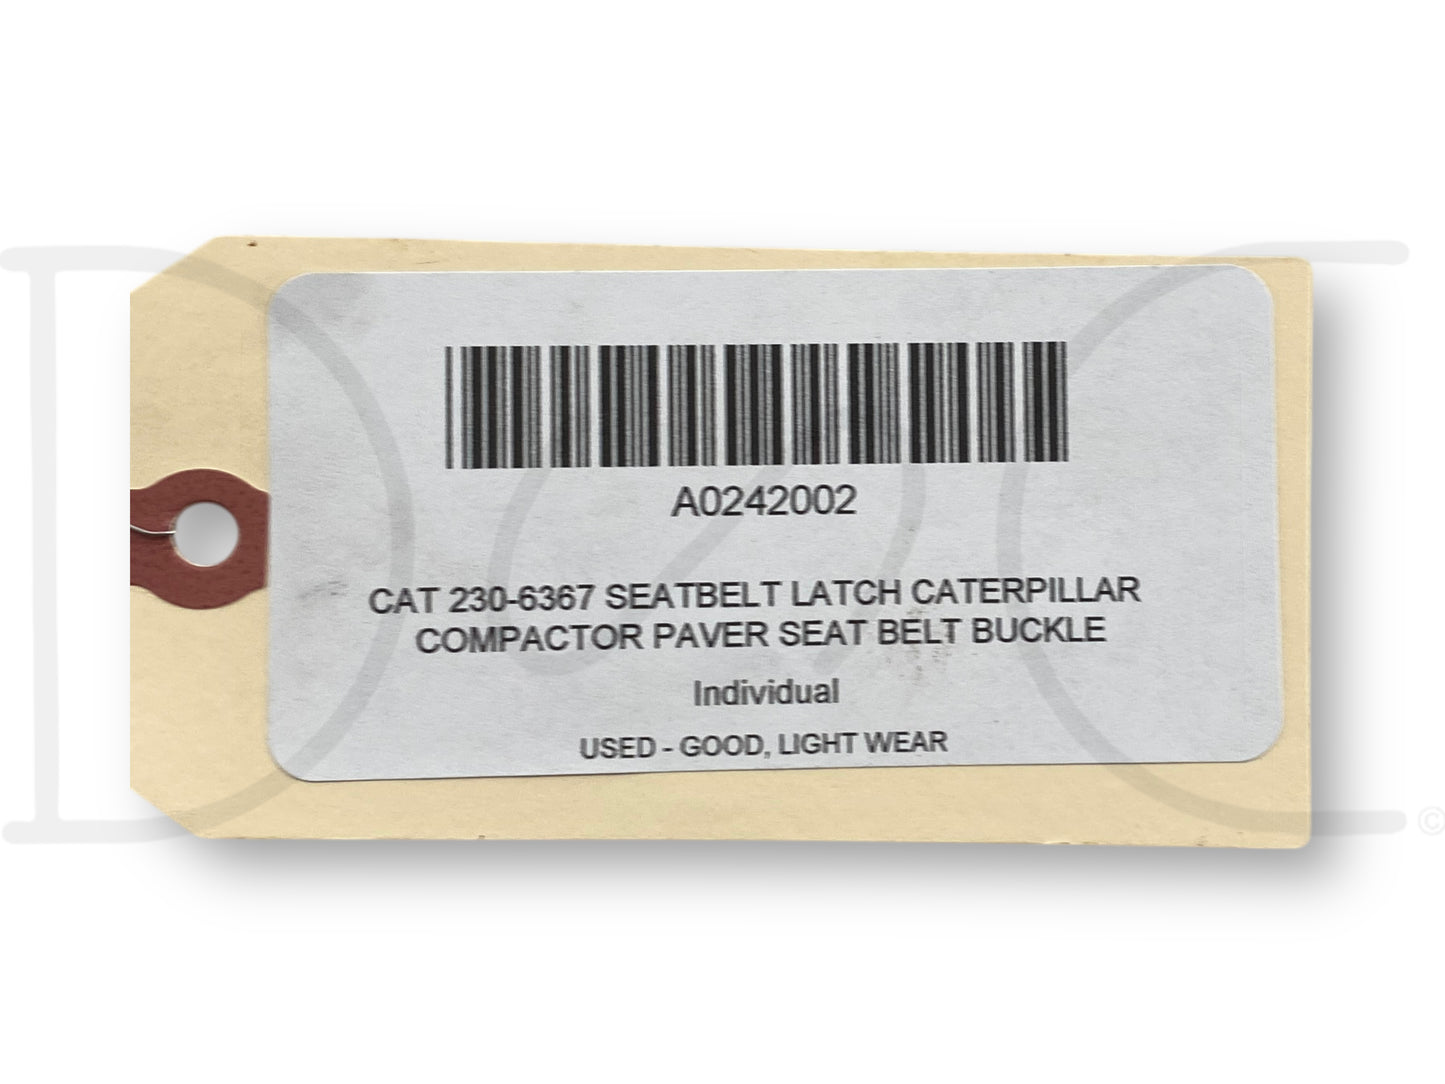 A0242002
CAT 230-6367 SEATBELT LATCH CATERPILLAR
COMPACTOR PAVER SEAT BELT BUCKLE
Individual
USED - GOOD, LIGHT WEAR
©